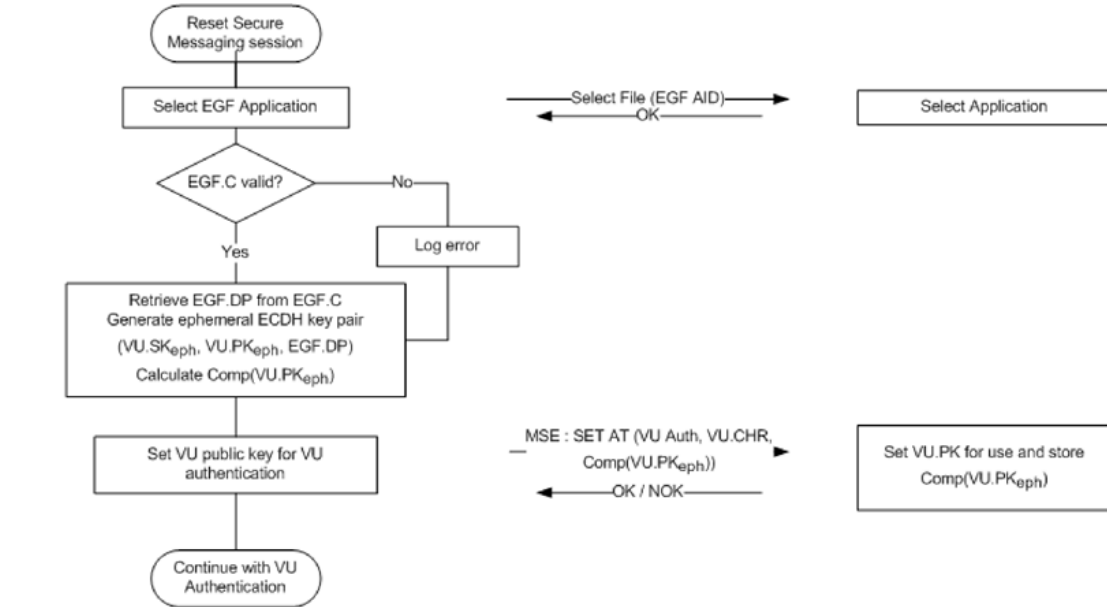 Reset Secure
Messaging session
Select EGF Application
Select File (EGF AID)
OK
Select Application
EGF.C valid?
No
Log error
Yes
Retrieve EGF.DP from EGF.C
Generate ephemeral ECDH key pair
(VU.SKeph, VU.PKeph, EGF.DP)
Calculate Comp(VU.PKeph)
Set VU public key for VU
authentication
MSE : SET AT (VU Auth, VU.CHR,
Comp(VU.PKeph))
OK / NOK
Set VU.PK for use and store
Comp(VU.PKeph)
Continue with VU
Authentication